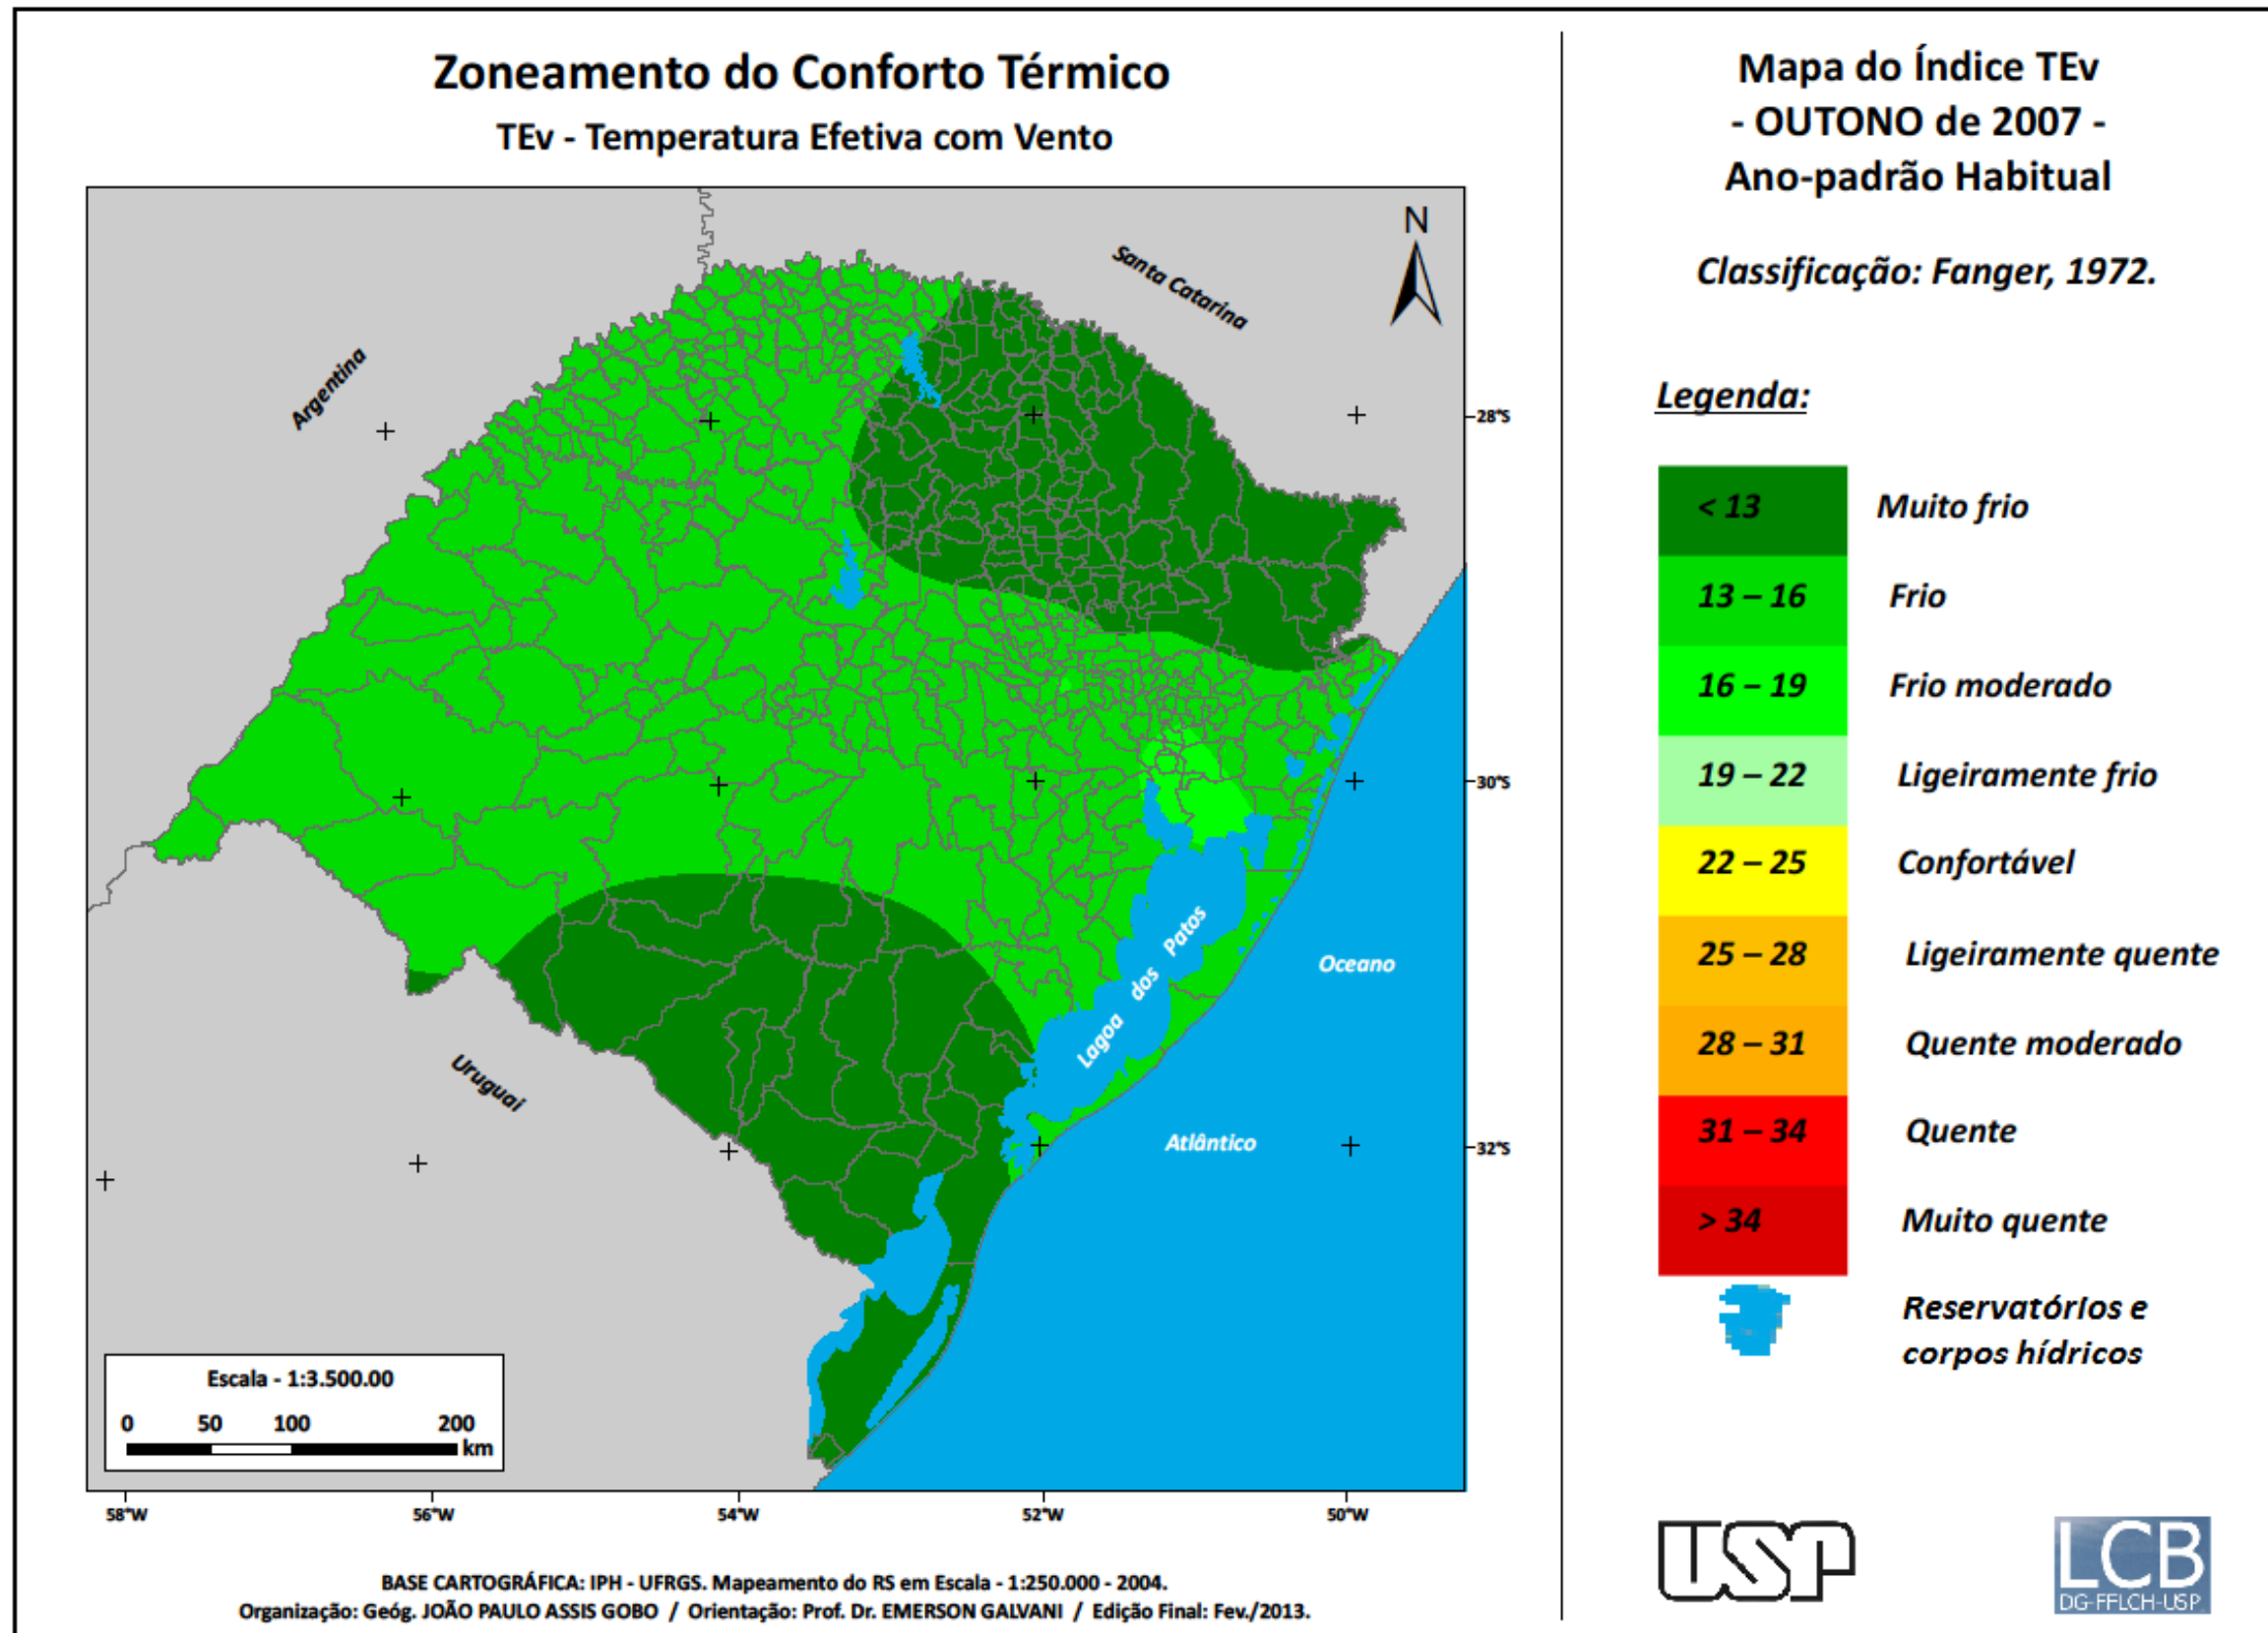 Zoneamento do Conforto Térmico
TEv - Temperatura Efetiva com Vento
N
Santa Catarina
Argentina
28°S
30°S
32°S
Lagoa dos Patos
Oceano
Atlântico
Uruguai
Escala - 1:3.500.00
0 50 100 200
km
58°W 56°W 54°W 52°W 50°W
BASE CARTOGRÁFICA: IPH - UFRGS. Mapeamento do RS em Escala - 1:250.000 - 2004.
Organização: Geóg. JOÃO PAULO ASSIS GOBO / Orientação: Prof. Dr. EMERSON GALVANI / Edição Final: Fev./2013.
Mapa do Índice TEv
- OUTONO de 2007 -
Ano-padrão Habitual
Classificação: Fanger, 1972.
Legenda:
< 13 Muito frio
13 – 16 Frio
16 – 19 Frio moderado
19 – 22 Ligeiramente frio
22 – 25 Confortável
25 – 28 Ligeiramente quente
28 – 31 Quente moderado
31 – 34 Quente
> 34 Muito quente
Reservatórios e
corpos hídricos
USP
LCB
DG-FFLCH-USP